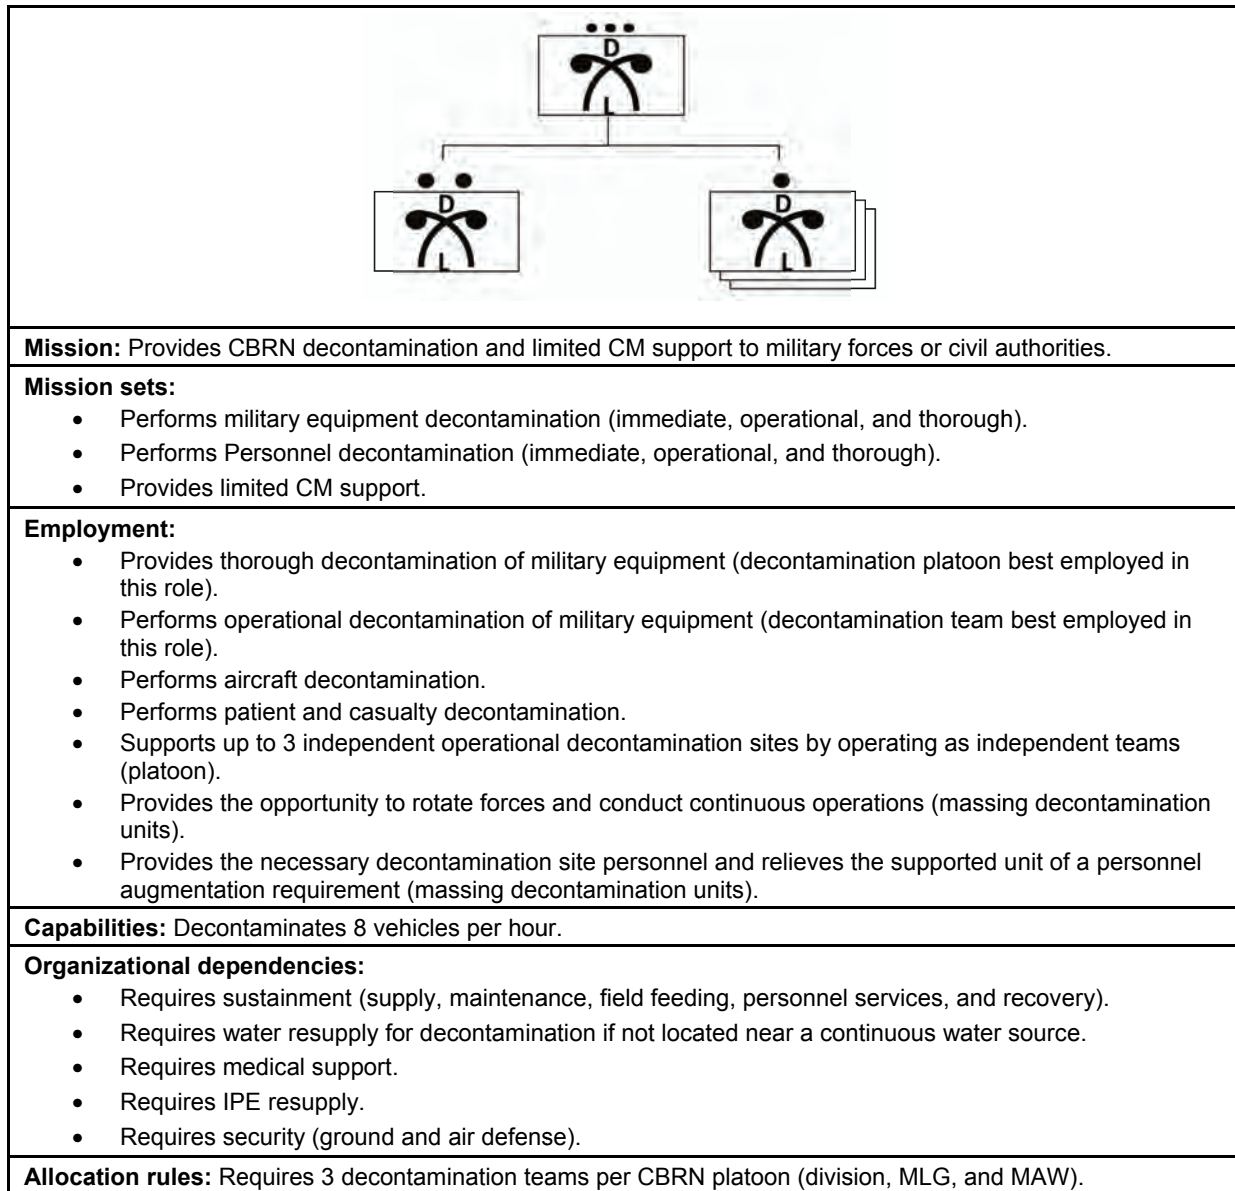 D
L
D
L
D
L
Mission: Provides CBRN decontamination and limited CM support to military forces or civil authorities.
Mission sets:
• Performs military equipment decontamination (immediate, operational, and thorough).
• Performs Personnel decontamination (immediate, operational, and thorough).
• Provides limited CM support.
Employment:
• Provides thorough decontamination of military equipment (decontamination platoon best employed in
this role).
• Performs operational decontamination of military equipment (decontamination team best employed in
this role).
• Performs aircraft decontamination.
• Performs patient and casualty decontamination.
• Supports up to 3 independent operational decontamination sites by operating as independent teams
(platoon).
• Provides the opportunity to rotate forces and conduct continuous operations (massing decontamination
units).
• Provides the necessary decontamination site personnel and relieves the supported unit of a personnel
augmentation requirement (massing decontamination units).
Capabilities: Decontaminates 8 vehicles per hour.
Organizational dependencies:
• Requires sustainment (supply, maintenance, field feeding, personnel services, and recovery).
• Requires water resupply for decontamination if not located near a continuous water source.
• Requires medical support.
• Requires IPE resupply.
• Requires security (ground and air defense).
Allocation rules: Requires 3 decontamination teams per CBRN platoon (division, MLG, and MAW).